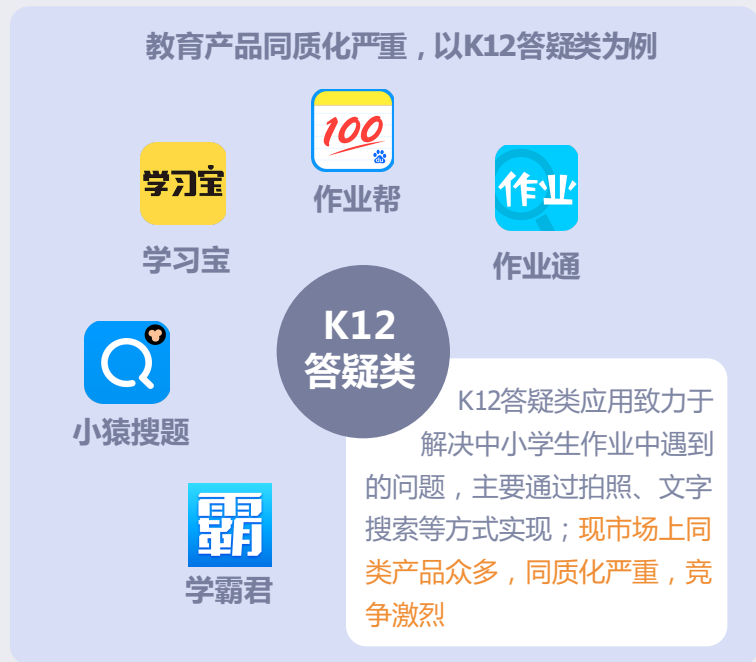 教育产品同质化严重，以K12答疑类为例
100
作业帮
学习宝
学习宝
作业
作业通
K12
答疑类
小猿搜题
霸
学霸君
K12答疑类应用致力于
解决中小学生作业中遇到
的问题，主要通过拍照、文字
搜索等方式实现；现市场上同
类产品众多，同质化严重，竞
争激烈